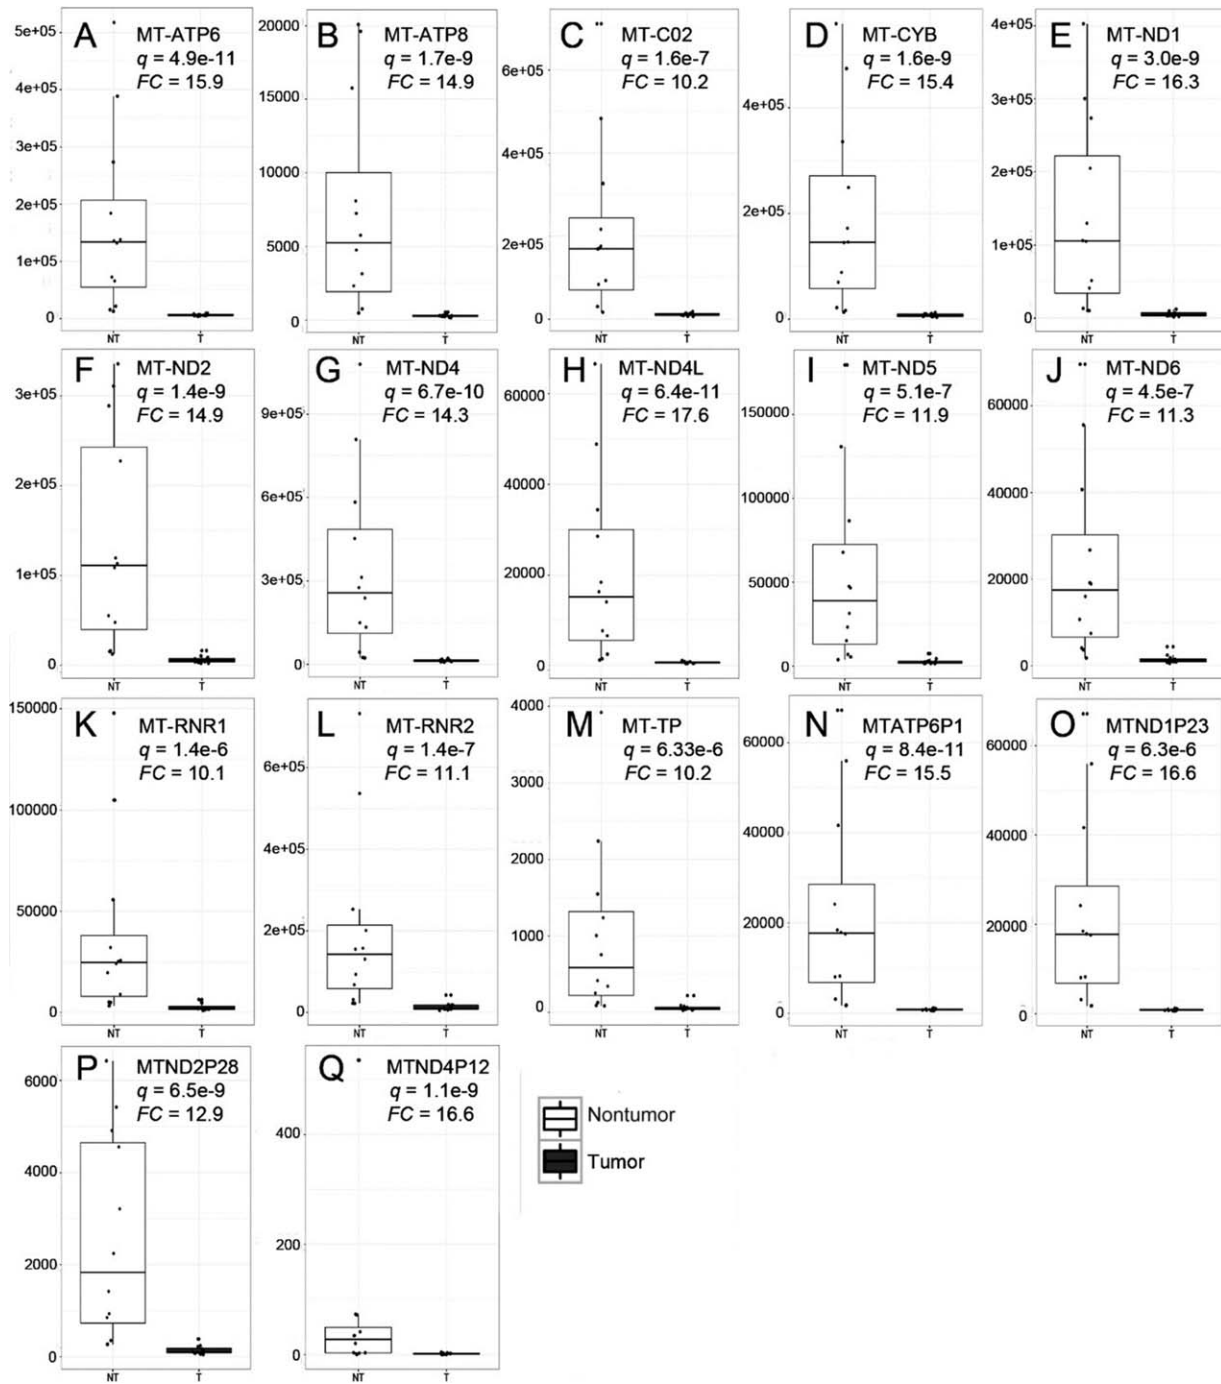 A MT-ATP6
q = 4.9e-11
FC = 15.9
5e+05
4e+05
3e+05
2e+05
1e+05
0
NT T
B MT-ATP8
q = 1.7e-9
FC = 14.9
20000
15000
10000
5000
0
NT T
C MT-C02
q = 1.6e-7
FC = 10.2
6e+05
4e+05
2e+05
0
NT T
D MT-CYB
q = 1.6e-9
FC = 15.4
4e+05
2e+05
0
NT T
E MT-ND1
q = 3.0e-9
FC = 16.3
4e+05
3e+05
2e+05
1e+05
0
NT T
F MT-ND2
q = 1.4e-9
FC = 14.9
3e+05
2e+05
1e+05
0
NT T
G MT-ND4
q = 6.7e-10
FC = 14.3
9e+05
6e+05
3e+05
0
NT T
H MT-ND4L
q = 6.4e-11
FC = 17.6
60000
40000
20000
0
NT T
I MT-ND5
q = 5.1e-7
FC = 11.9
150000
100000
50000
0
NT T
J MT-ND6
q = 4.5e-7
FC = 11.3
60000
40000
20000
0
NT T
K MT-RNR1
q = 1.4e-6
FC = 10.1
150000
100000
50000
0
NT T
L MT-RNR2
q = 1.4e-7
FC = 11.1
6e+05
4e+05
2e+05
0
NT T
M MT-TP
q = 6.33e-6
FC = 10.2
4000
3000
2000
1000
0
NT T
N MTATP6P1
q = 8.4e-11
FC = 15.5
60000
40000
20000
0
NT T
O MTND1P23
q = 6.3e-6
FC = 16.6
60000
40000
20000
0
NT T
P MTND2P28
q = 6.5e-9
FC = 12.9
6000
4000
2000
0
NT T
Q MTND4P12
q = 1.1e-9
FC = 16.6
400
200
0
NT T
Nontumor
Tumor